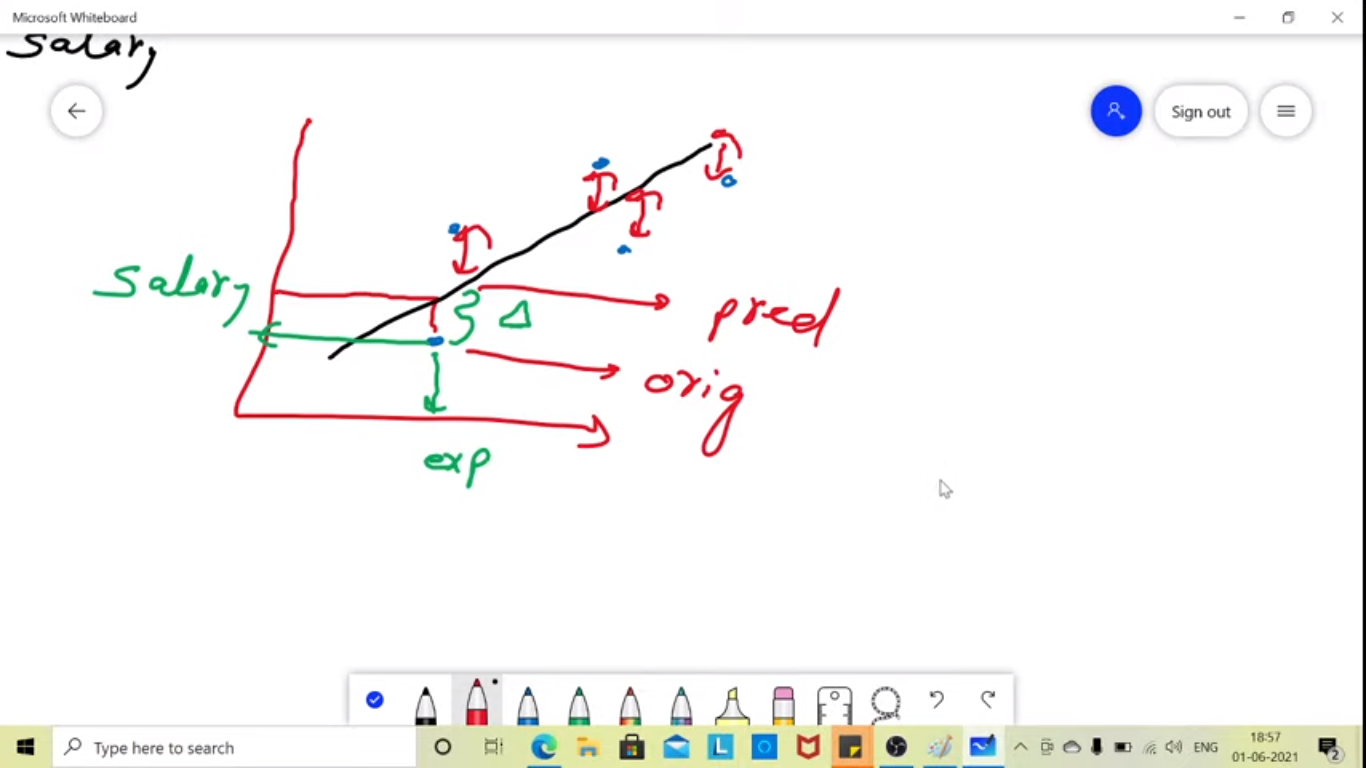 Microsoft Whiteboard
Salary
Sign out
Salary
Δ
pred
orig
exp
Type here to search
L
ENG
18:57
01-06-2021
2